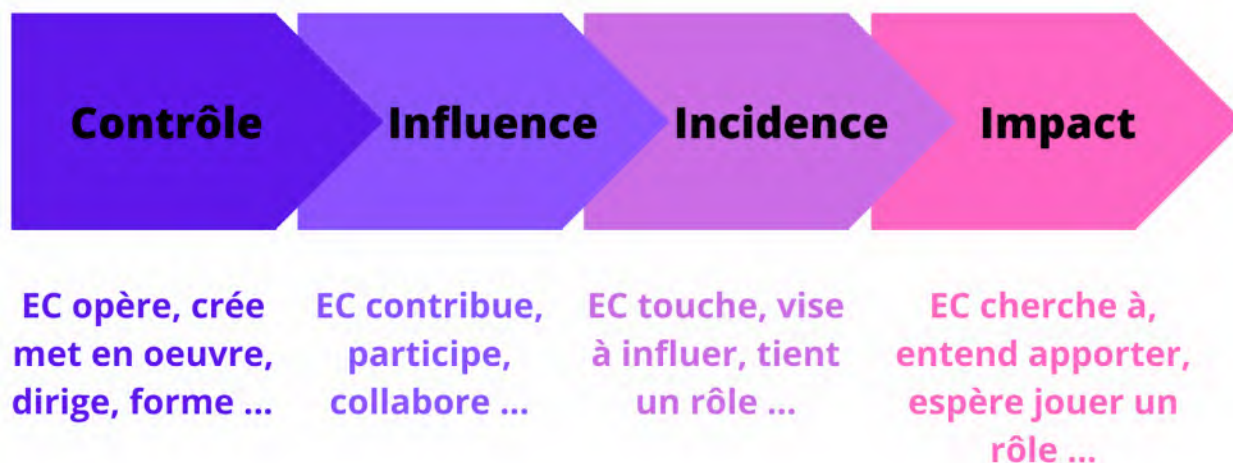 Contrôle
Influence
Incidence
Impact
EC opère, crée
met en oeuvre,
dirige, forme ...
EC contribue,
participe,
collabore ...
EC touche, vise
à influer, tient
un rôle ...
EC cherche à,
entend apporter,
espère jouer un
rôle ...